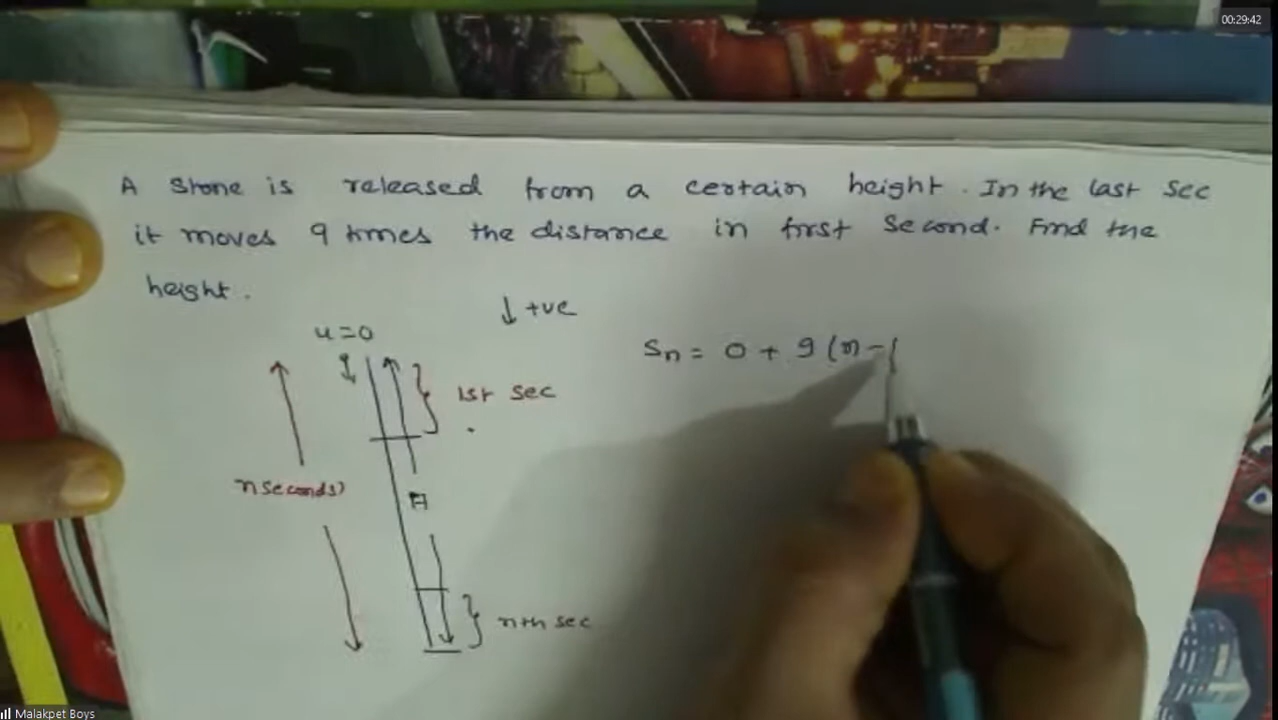 00:29:42
A stone is released from a certain height. In the last sec
it moves 9 times the distance in first second. Find the
height.
↓ +ve
u=0
Sn = 0 + g (n-
1st sec
n seconds
H
nth sec
Malakpet Boys